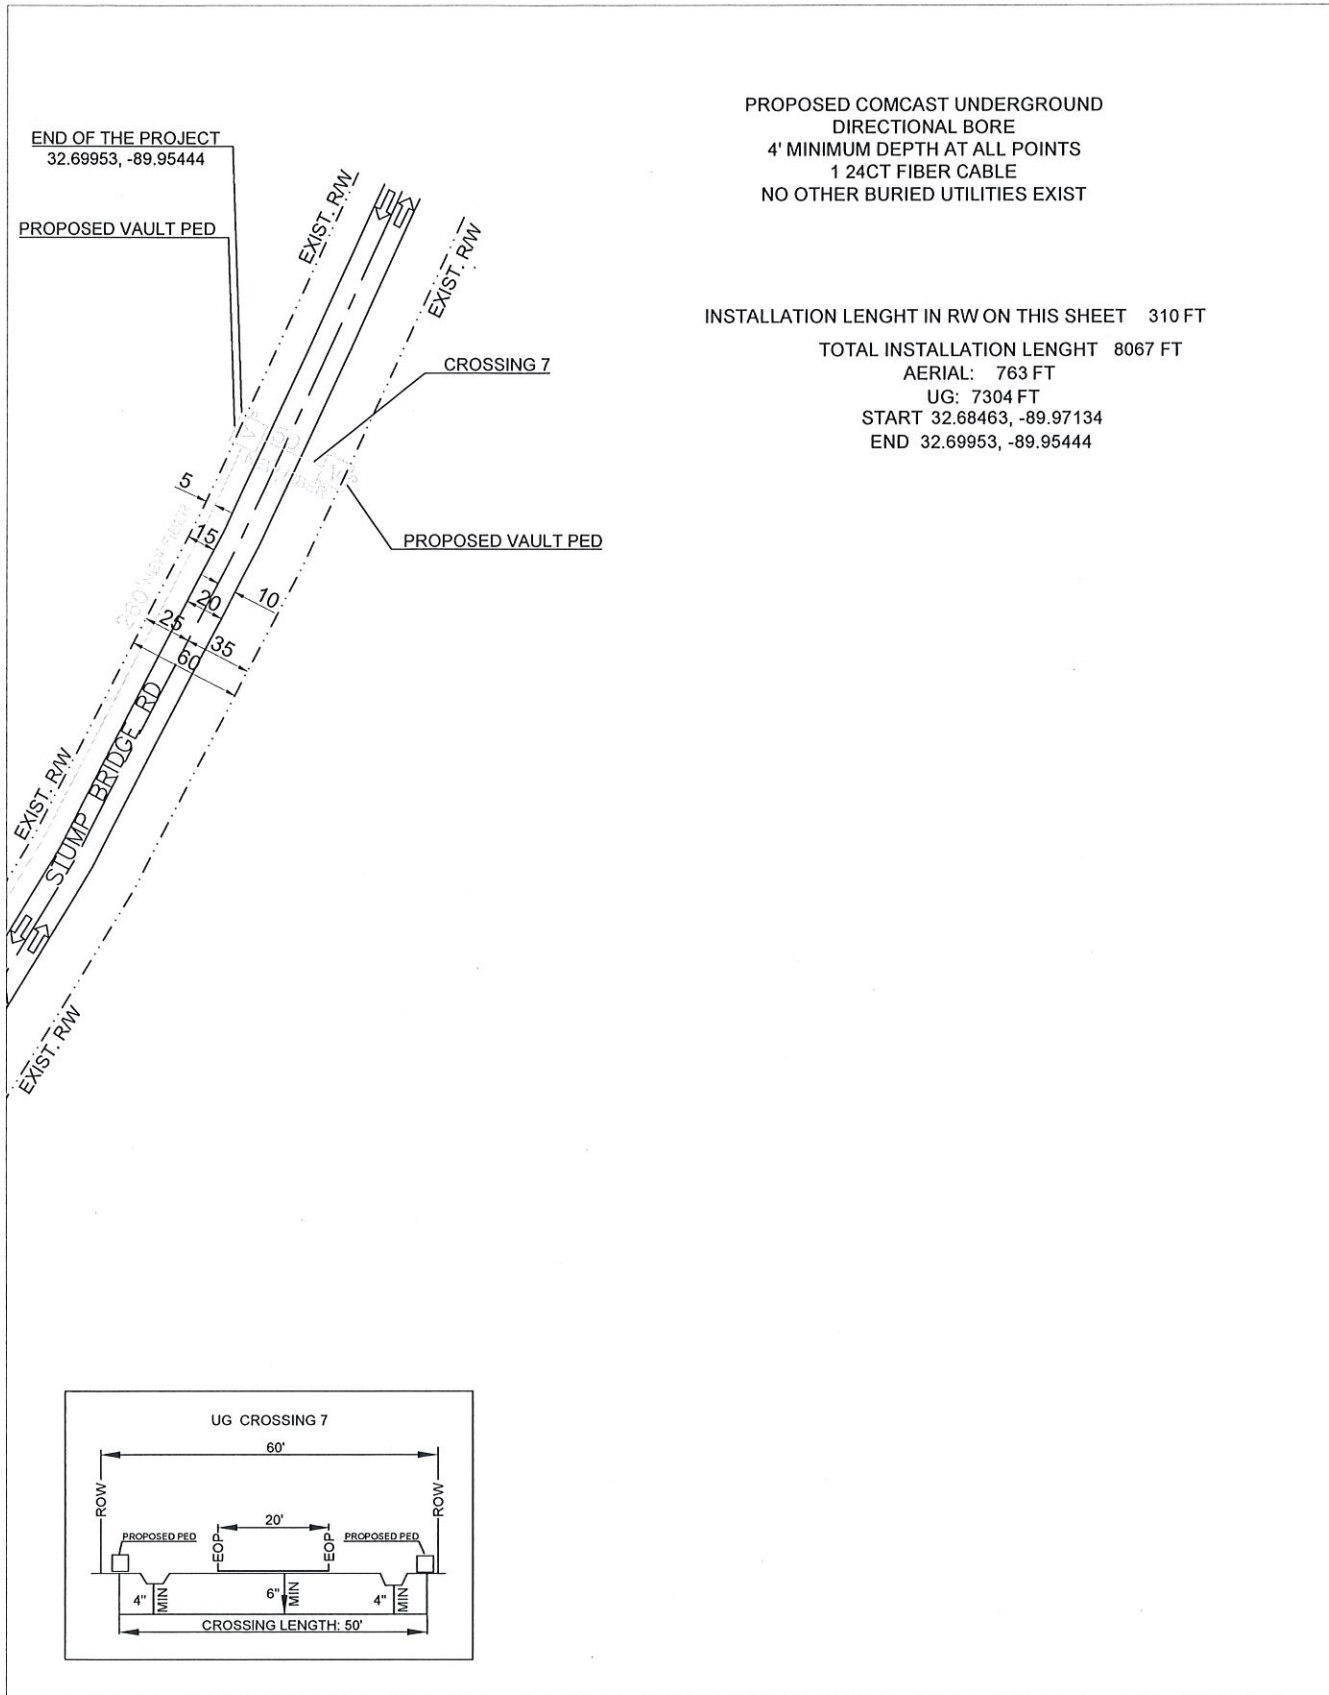 PROPOSED COMCAST UNDERGROUND
DIRECTIONAL BORE
4' MINIMUM DEPTH AT ALL POINTS
1 24CT FIBER CABLE
NO OTHER BURIED UTILITIES EXIST
END OF THE PROJECT
32.69953, -89.95444
PROPOSED VAULT PED
EXIST. R/W
EXIST. R/W
INSTALLATION LENGHT IN RW ON THIS SHEET 310 FT
TOTAL INSTALLATION LENGHT 8067 FT
AERIAL: 763 FT
UG: 7304 FT
START 32.68463, -89.97134
END 32.69953, -89.95444
CROSSING 7
PROPOSED VAULT PED
5
15
260' NEW FIBER
20
10
25
35
60
STUMP BRIDGE RD
EXIST. R/W
EXIST. R/W
UG CROSSING 7
60'
ROW
ROW
20'
PROPOSED PED
EOP
EOP
PROPOSED PED
4"
MIN
6"
MIN
4"
MIN
CROSSING LENGTH: 50'